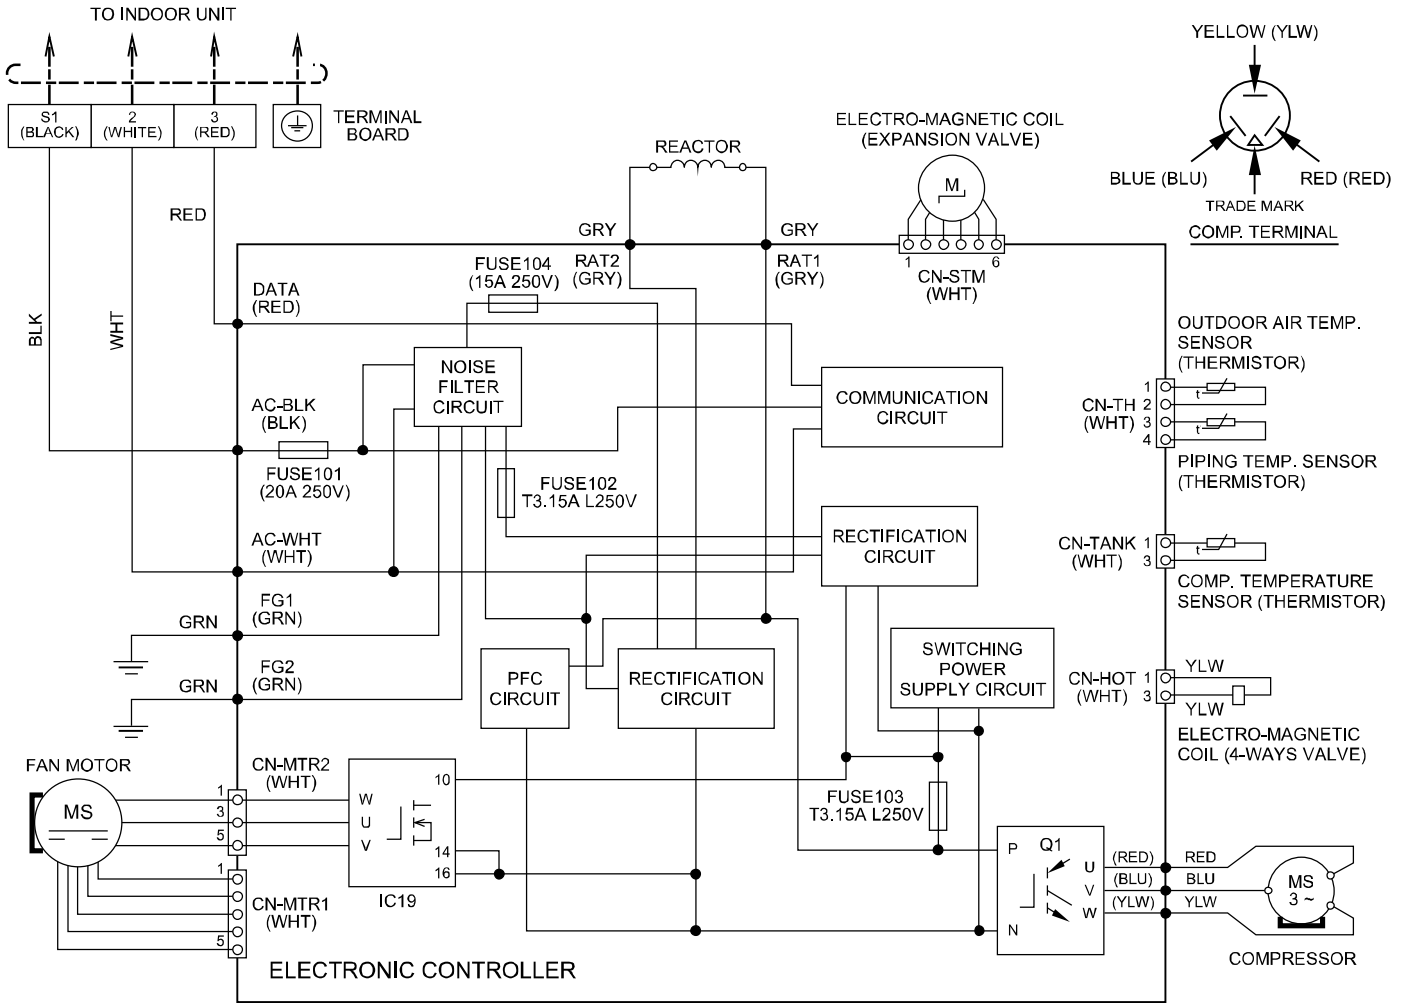 TO INDOOR UNIT
S1
(BLACK)
2
(WHITE)
3
(RED)
TERMINAL
BOARD
RED
BLK
WHT
REACTOR
ELECTRO-MAGNETIC COIL
(EXPANSION VALVE)
M
1
6
CN-STM
(WHT)
YELLOW (YLW)
BLUE (BLU)
RED (RED)
TRADE MARK
COMP. TERMINAL
GRY
GRY
RAT2
(GRY)
RAT1
(GRY)
FUSE104
(15A 250V)
DATA
(RED)
NOISE
FILTER
CIRCUIT
AC-BLK
(BLK)
FUSE101
(20A 250V)
FUSE102
T3.15A L250V
COMMUNICATION
CIRCUIT
OUTDOOR AIR TEMP.
SENSOR
(THERMISTOR)
CN-TH
(WHT)
1
2
3
4
t
t
PIPING TEMP. SENSOR
(THERMISTOR)
AC-WHT
(WHT)
RECTIFICATION
CIRCUIT
CN-TANK
(WHT)
1
3
t
COMP. TEMPERATURE
SENSOR (THERMISTOR)
GRN
FG1
(GRN)
GRN
FG2
(GRN)
PFC
CIRCUIT
RECTIFICATION
CIRCUIT
SWITCHING
POWER
SUPPLY CIRCUIT
CN-HOT
(WHT)
1
3
YLW
YLW
ELECTRO-MAGNETIC
COIL (4-WAYS VALVE)
FAN MOTOR
MS
CN-MTR2
(WHT)
1
3
5
W
U
V
10
14
16
IC19
FUSE103
T3.15A L250V
CN-MTR1
(WHT)
1
5
Q1
P
N
U
V
W
(RED)
(BLU)
(YLW)
RED
BLU
YLW
MS
3 ~
COMPRESSOR
ELECTRONIC CONTROLLER